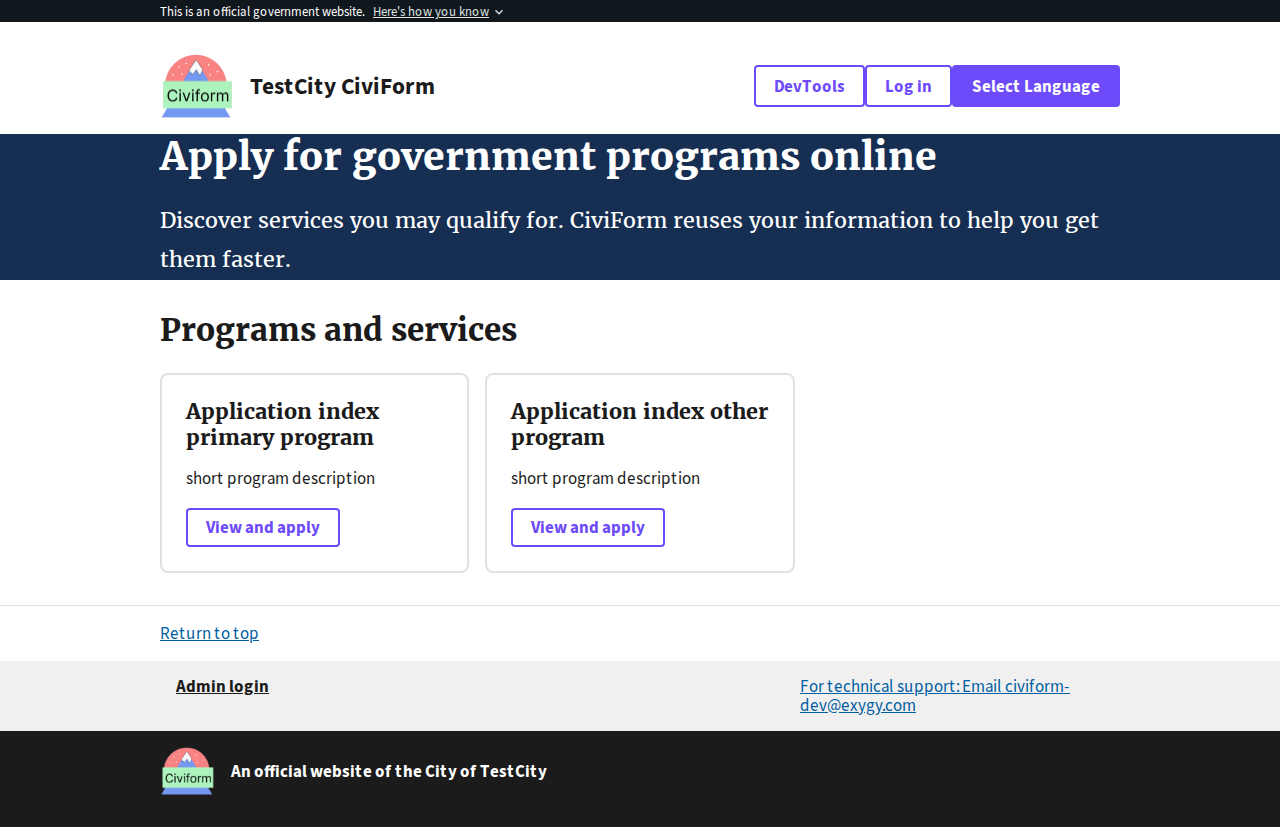 This is an official government website. Here's how you know
Civiform
TestCity CiviForm
DevTools
Log in
Select Language
Apply for government programs online
Discover services you may qualify for. CiviForm reuses your information to help you get
them faster.
Programs and services
Application index
primary program
short program description
View and apply
Application index other
program
short program description
View and apply
Return to top
Admin login
For technical support: Email civiform-
dev@exygy.com
Civiform
An official website of the City of TestCity